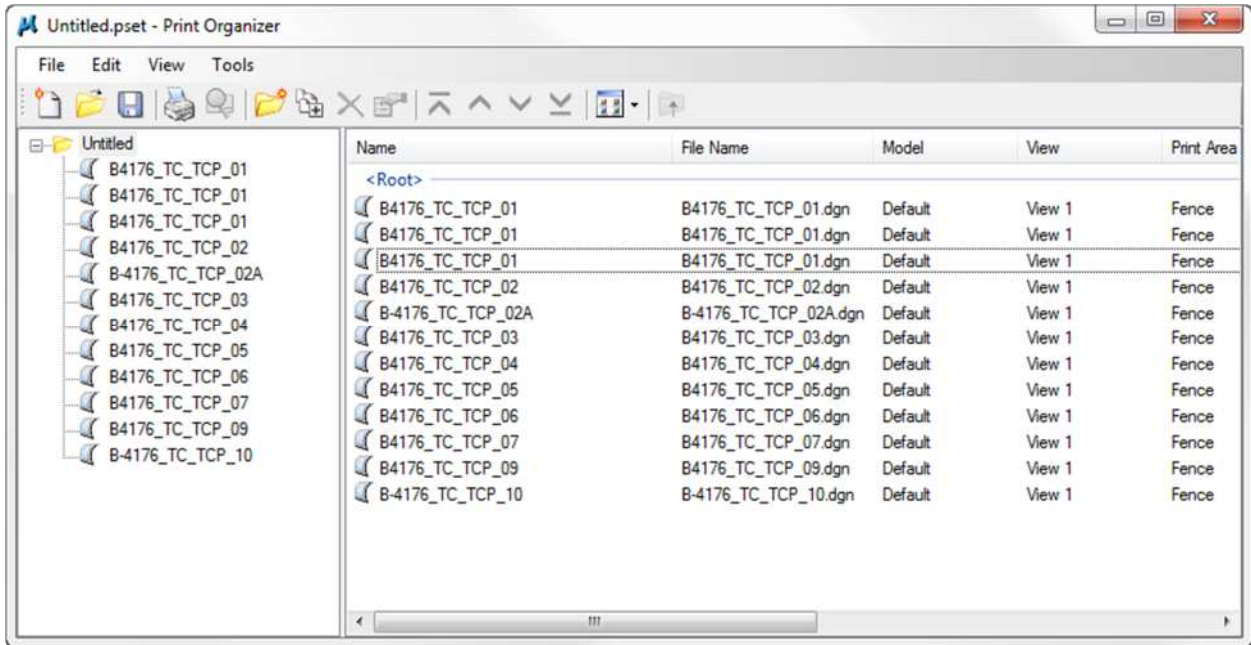 Untitled.pset - Print Organizer
File Edit View Tools
Untitled
B4176_TC_TCP_01
B4176_TC_TCP_01
B4176_TC_TCP_01
B4176_TC_TCP_02
B-4176_TC_TCP_02A
B4176_TC_TCP_03
B4176_TC_TCP_04
B4176_TC_TCP_05
B4176_TC_TCP_06
B4176_TC_TCP_07
B4176_TC_TCP_09
B-4176_TC_TCP_10
Name File Name Model View Print Area
<Root>
B4176_TC_TCP_01 B4176_TC_TCP_01.dgn Default View 1 Fence
B4176_TC_TCP_01 B4176_TC_TCP_01.dgn Default View 1 Fence
B4176_TC_TCP_01 B4176_TC_TCP_01.dgn Default View 1 Fence
B4176_TC_TCP_02 B4176_TC_TCP_02.dgn Default View 1 Fence
B-4176_TC_TCP_02A B-4176_TC_TCP_02A.dgn Default View 1 Fence
B4176_TC_TCP_03 B4176_TC_TCP_03.dgn Default View 1 Fence
B4176_TC_TCP_04 B4176_TC_TCP_04.dgn Default View 1 Fence
B4176_TC_TCP_05 B4176_TC_TCP_05.dgn Default View 1 Fence
B4176_TC_TCP_06 B4176_TC_TCP_06.dgn Default View 1 Fence
B4176_TC_TCP_07 B4176_TC_TCP_07.dgn Default View 1 Fence
B4176_TC_TCP_09 B4176_TC_TCP_09.dgn Default View 1 Fence
B-4176_TC_TCP_10 B-4176_TC_TCP_10.dgn Default View 1 Fence